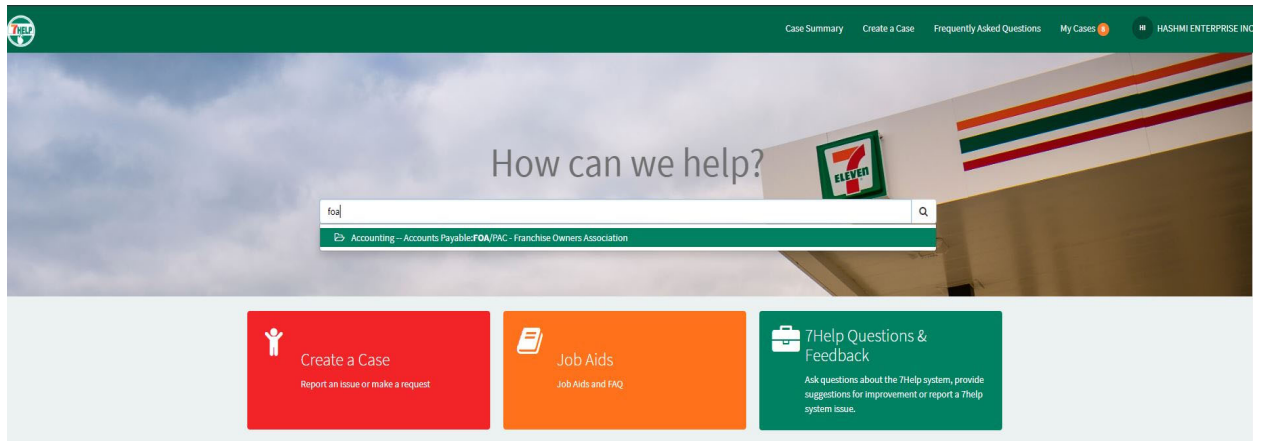 7HELP
Case Summary Create a Case Frequently Asked Questions My Cases 8 HI HASHMI ENTERPRISE INC
How can we help?
7
ELEVEN
foa
Accounting -- Accounts Payable:FOA/PAC - Franchise Owners Association
Create a Case
Report an issue or make a request
Job Aids
Job Aids and FAQ
7Help Questions &
Feedback
Ask questions about the 7Help system, provide
suggestions for improvement or report a 7help
system issue.